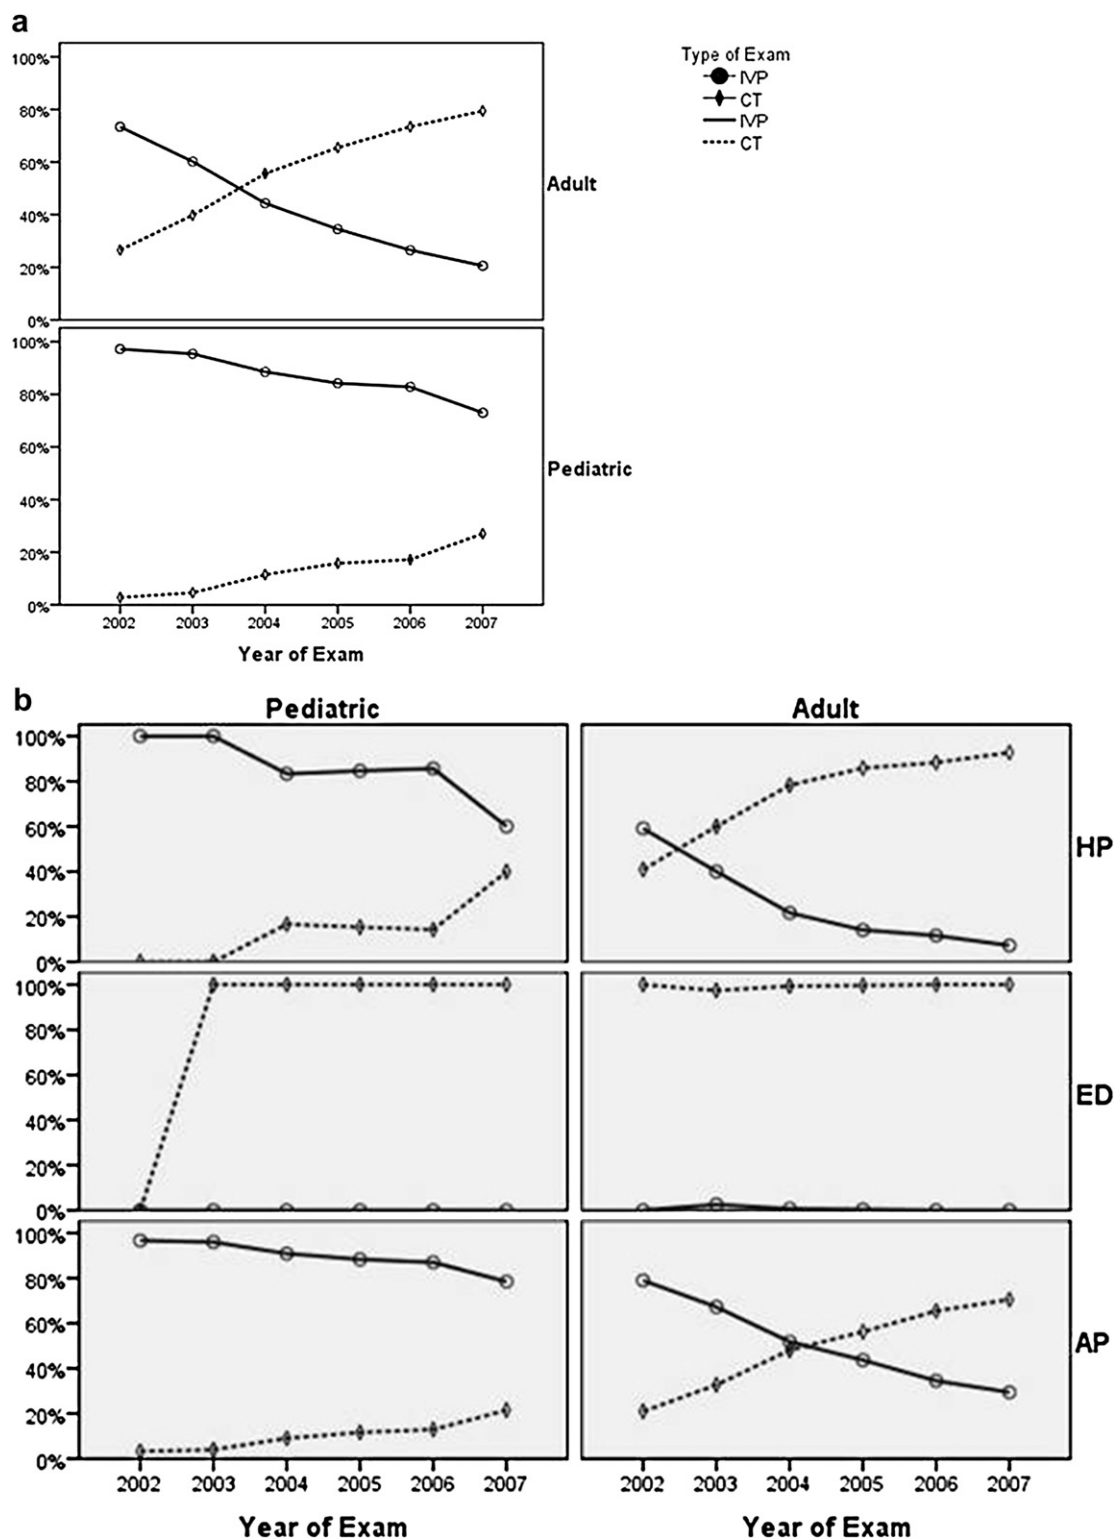 a
Type of Exam
IVP
CT
IVP
CT
100%
80%
60%
40%
20%
0%
Adult
100%
80%
60%
40%
20%
0%
Pediatric
2002 2003 2004 2005 2006 2007
Year of Exam
b
Pediatric Adult
100%
80%
60%
40%
20%
0%
HP
100%
80%
60%
40%
20%
0%
ED
100%
80%
60%
40%
20%
0%
AP
2002 2003 2004 2005 2006 2007 2002 2003 2004 2005 2006 2007
Year of Exam Year of Exam